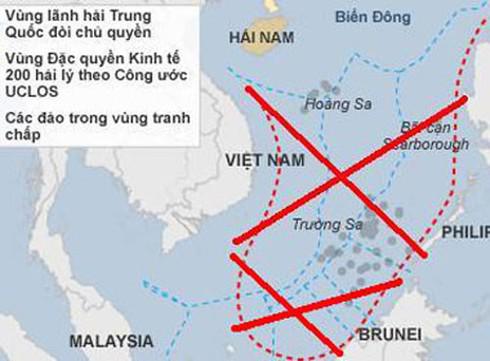 Vùng lãnh hải Trung
Quốc đòi chủ quyền
Vùng Đặc quyền Kinh tế
200 hải lý theo Công ước
UCLOS
Các đảo trong vùng tranh
chấp
Biển Đông
HẢI NAM
Hoàng Sa
Bãi cạn
Scarborough
VIỆT NAM
Trường Sa
PHILIP
MALAYSIA
BRUNEI